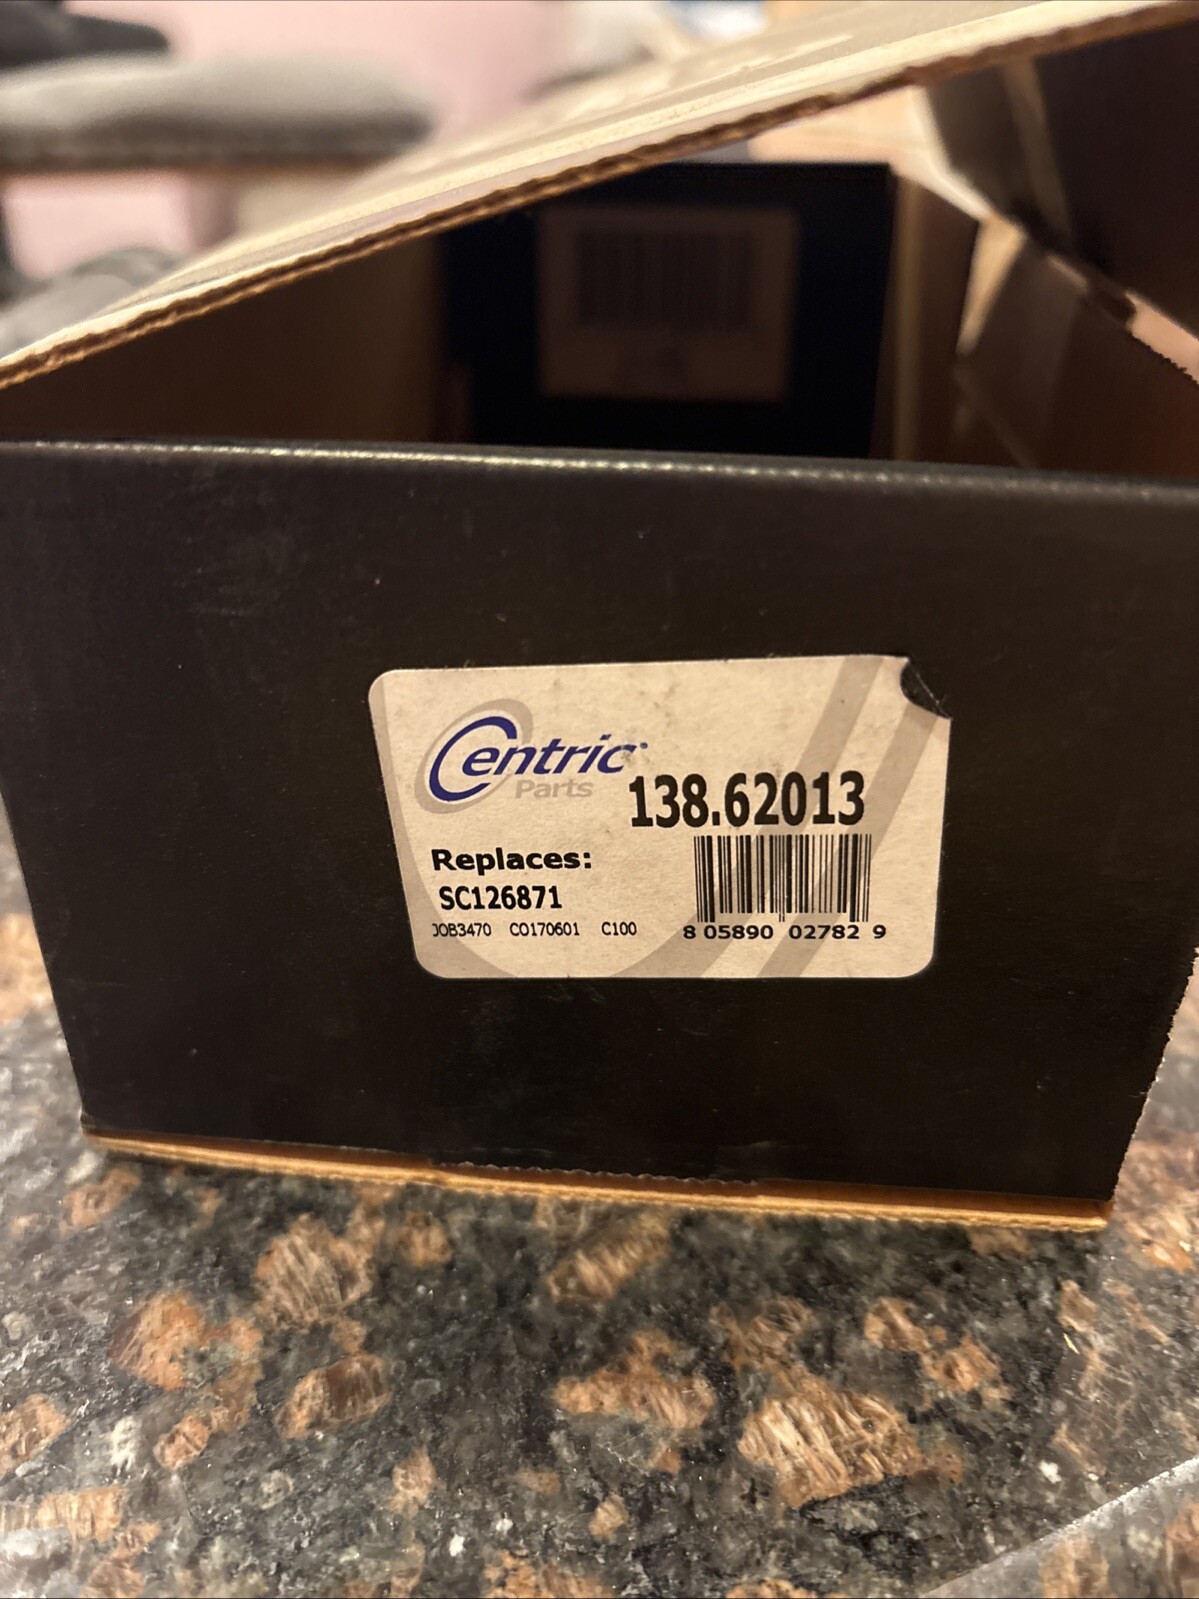 Centric
Parts
138.62013
Replaces:
SC126871
JOB3470 CO170601 C100
8 05890 02782 9